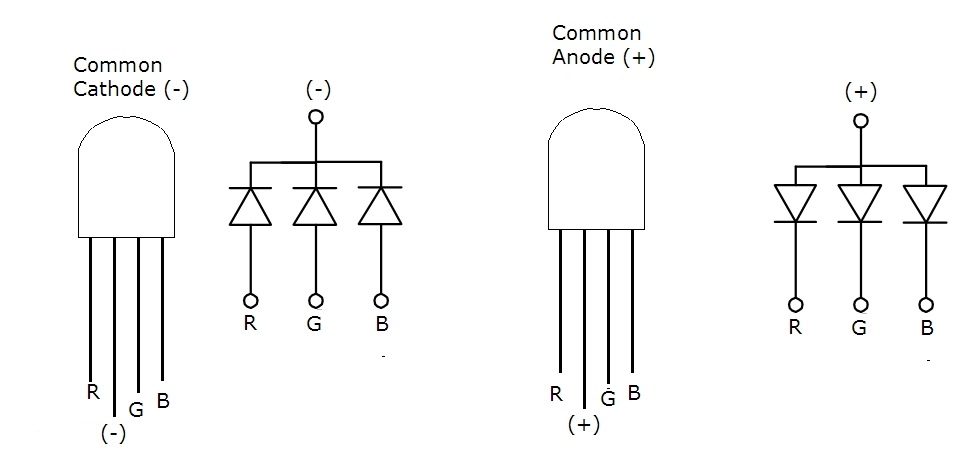 Common
Cathode (-)
(-)
R
G
B
R
(-)
G
B
Common
Anode (+)
(+)
R
G
B
R
(+)
G
B